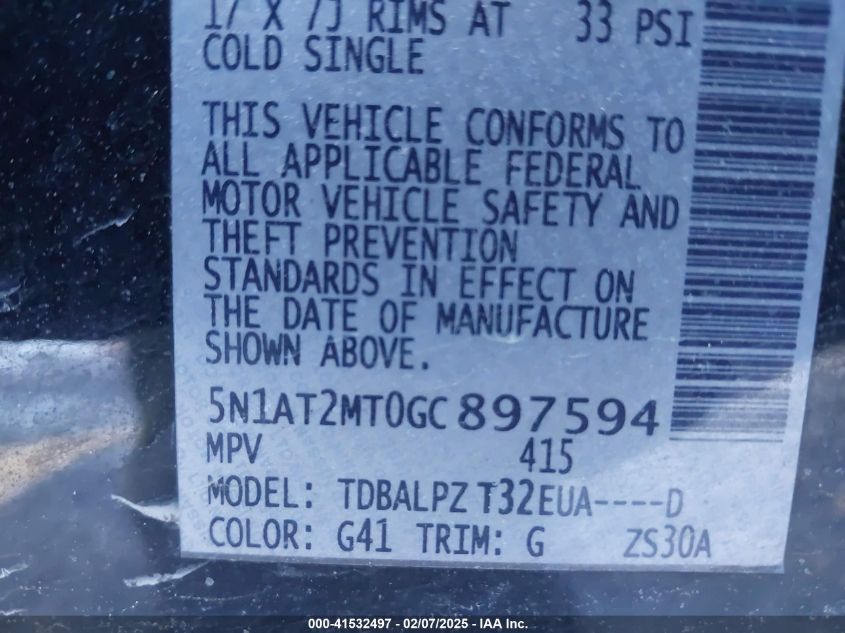 17 X 7J RIMS AT 33 PSI
COLD SINGLE
THIS VEHICLE CONFORMS TO
ALL APPLICABLE FEDERAL
MOTOR VEHICLE SAFETY AND
THEFT PREVENTION
STANDARDS IN EFFECT ON
THE DATE OF MANUFACTURE
SHOWN ABOVE.
5N1AT2MT0GC897594
MPV 415
MODEL: TDBALPZ T32EUA----D
COLOR: G41 TRIM: G ZS30A
000-41532497 - 02/07/2025 - IAA Inc.